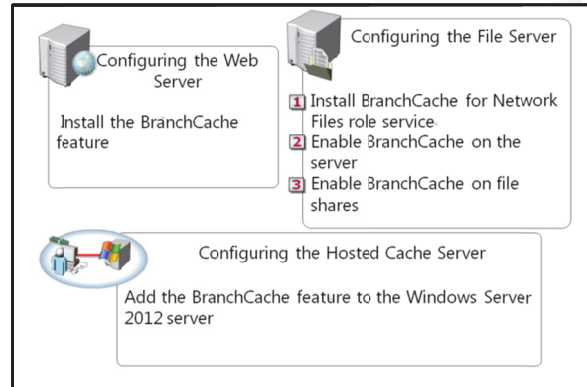 Configuring the Web
Server
Install the BranchCache
feature
Configuring the File Server
1 Install BranchCache for Network
Files role service.
2 Enable BranchCache on the
server
3 Enable BranchCache on file
shares
Configuring the Hosted Cache Server
Add the BranchCache feature to the Windows Server
2012 server